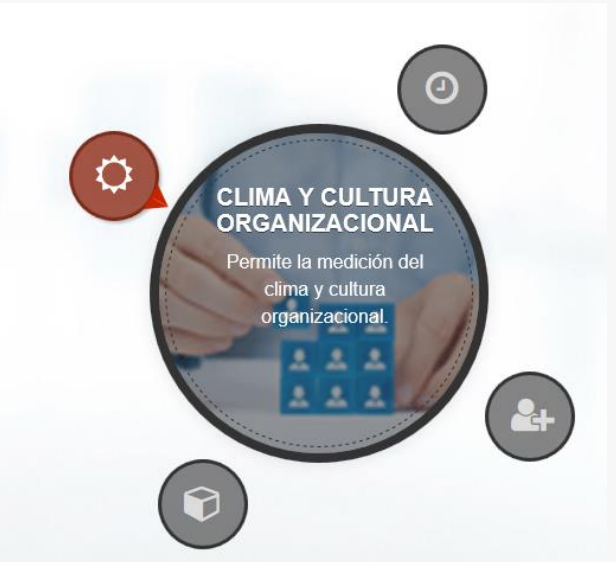 CLIMA Y CULTURA
ORGANIZACIONAL
Permite la medición del
clima y cultura
organizacional.